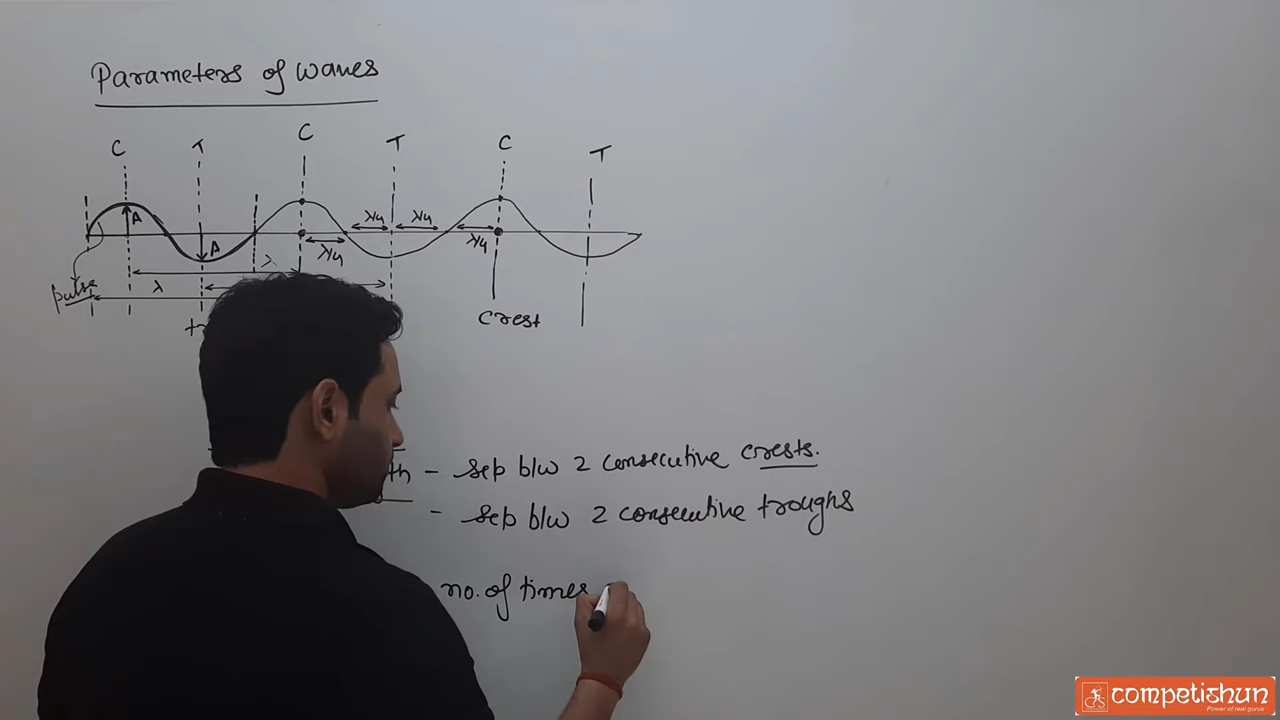 Parameters of waves
C T C T C T
A A λ/4 λ/4 λ/4 λ/4
λ
pulse λ
crest
th - sep b/w 2 consecutive crests.
- sep b/w 2 consecutive troughs
no. of times
competishun
Power of real gurus